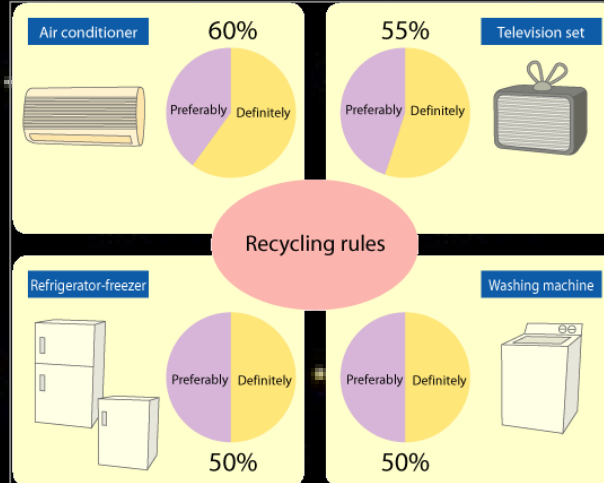 Air conditioner
60%
Preferably
Definitely
55%
Television set
Preferably
Definitely
Recycling rules
Refrigerator-freezer
Preferably
Definitely
50%
Washing machine
Preferably
Definitely
50%